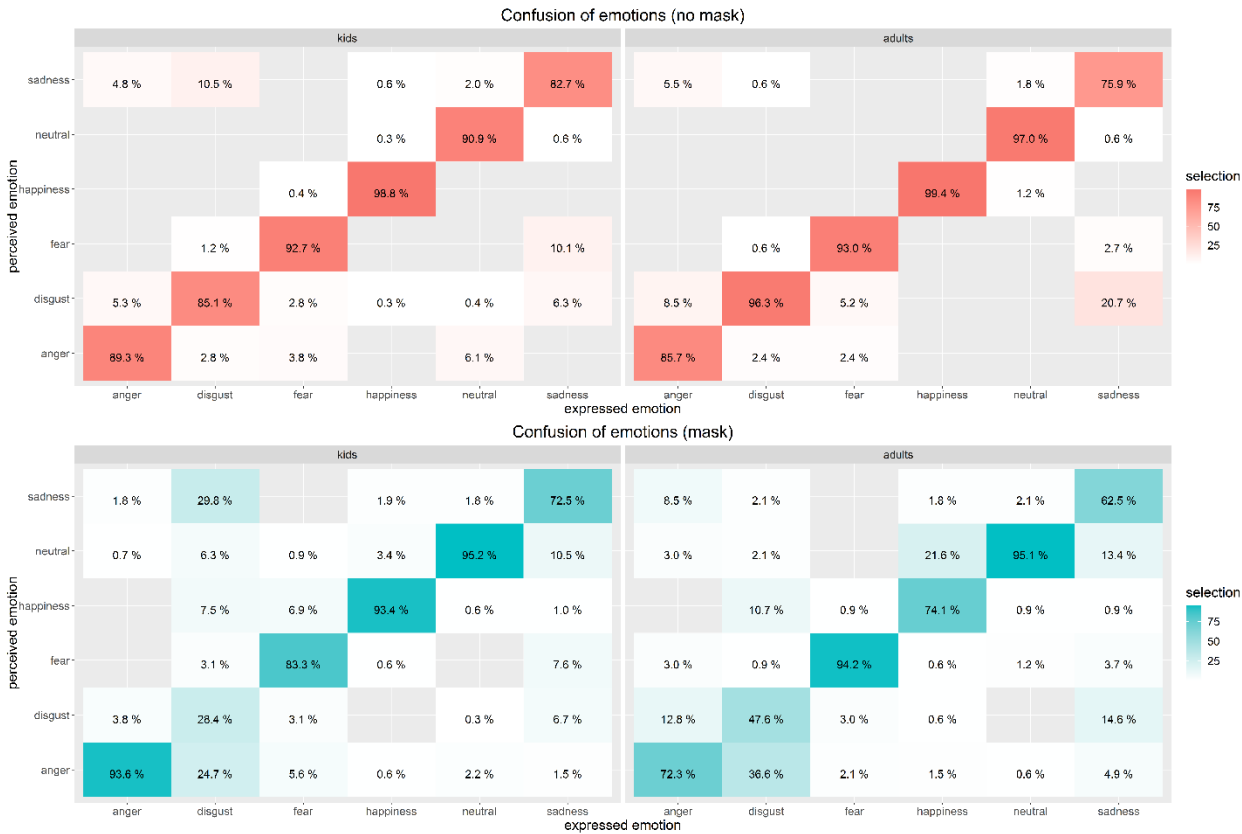 Confusion of emotions (no mask)
kids adults
sadness 4.8 % 10.5 % 0.6 % 2.0 % 82.7 % 5.5 % 0.6 % 1.8 % 75.9 %
neutral 0.3 % 90.9 % 0.6 % 97.0 % 0.6 %
happiness 0.4 % 98.8 % 99.4 % 1.2 %
fear 1.2 % 92.7 % 10.1 % 0.6 % 93.0 % 2.7 %
disgust 5.3 % 85.1 % 2.8 % 0.3 % 0.4 % 6.3 % 8.5 % 96.3 % 5.2 % 20.7 %
anger 89.3 % 2.8 % 3.8 % 6.1 % 85.7 % 2.4 % 2.4 %
perceived emotion
selection
75
50
25
anger disgust fear happiness neutral sadness anger disgust fear happiness neutral sadness
expressed emotion
Confusion of emotions (mask)
kids adults
sadness 1.8 % 29.8 % 1.9 % 1.8 % 72.5 % 8.5 % 2.1 % 1.8 % 2.1 % 62.5 %
neutral 0.7 % 6.3 % 0.9 % 3.4 % 95.2 % 10.5 % 3.0 % 2.1 % 21.6 % 95.1 % 13.4 %
happiness 7.5 % 6.9 % 93.4 % 0.6 % 1.0 % 10.7 % 0.9 % 74.1 % 0.9 % 0.9 %
fear 3.1 % 83.3 % 0.6 % 7.6 % 3.0 % 0.9 % 94.2 % 0.6 % 1.2 % 3.7 %
disgust 3.8 % 28.4 % 3.1 % 0.3 % 6.7 % 12.8 % 47.6 % 3.0 % 0.6 % 14.6 %
anger 93.6 % 24.7 % 5.6 % 0.6 % 2.2 % 1.5 % 72.3 % 36.6 % 2.1 % 1.5 % 0.6 % 4.9 %
perceived emotion
selection
75
50
25
anger disgust fear happiness neutral sadness anger disgust fear happiness neutral sadness
expressed emotion